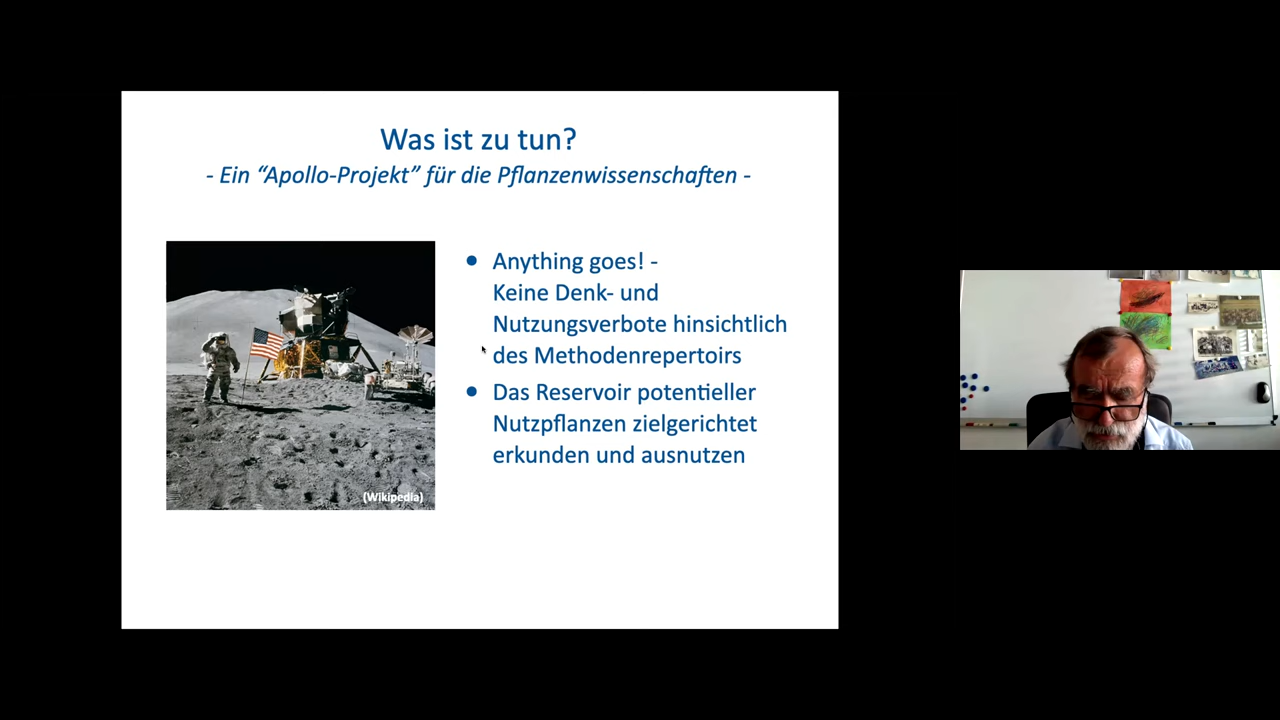 Was ist zu tun?
- Ein “Apollo-Projekt” für die Pflanzenwissenschaften -
Anything goes! -
Keine Denk- und
Nutzungsverbote hinsichtlich
des Methodenrepertoirs
Das Reservoir potentieller
Nutzpflanzen zielgerichtet
erkunden und ausnutzen
(Wikipedia)